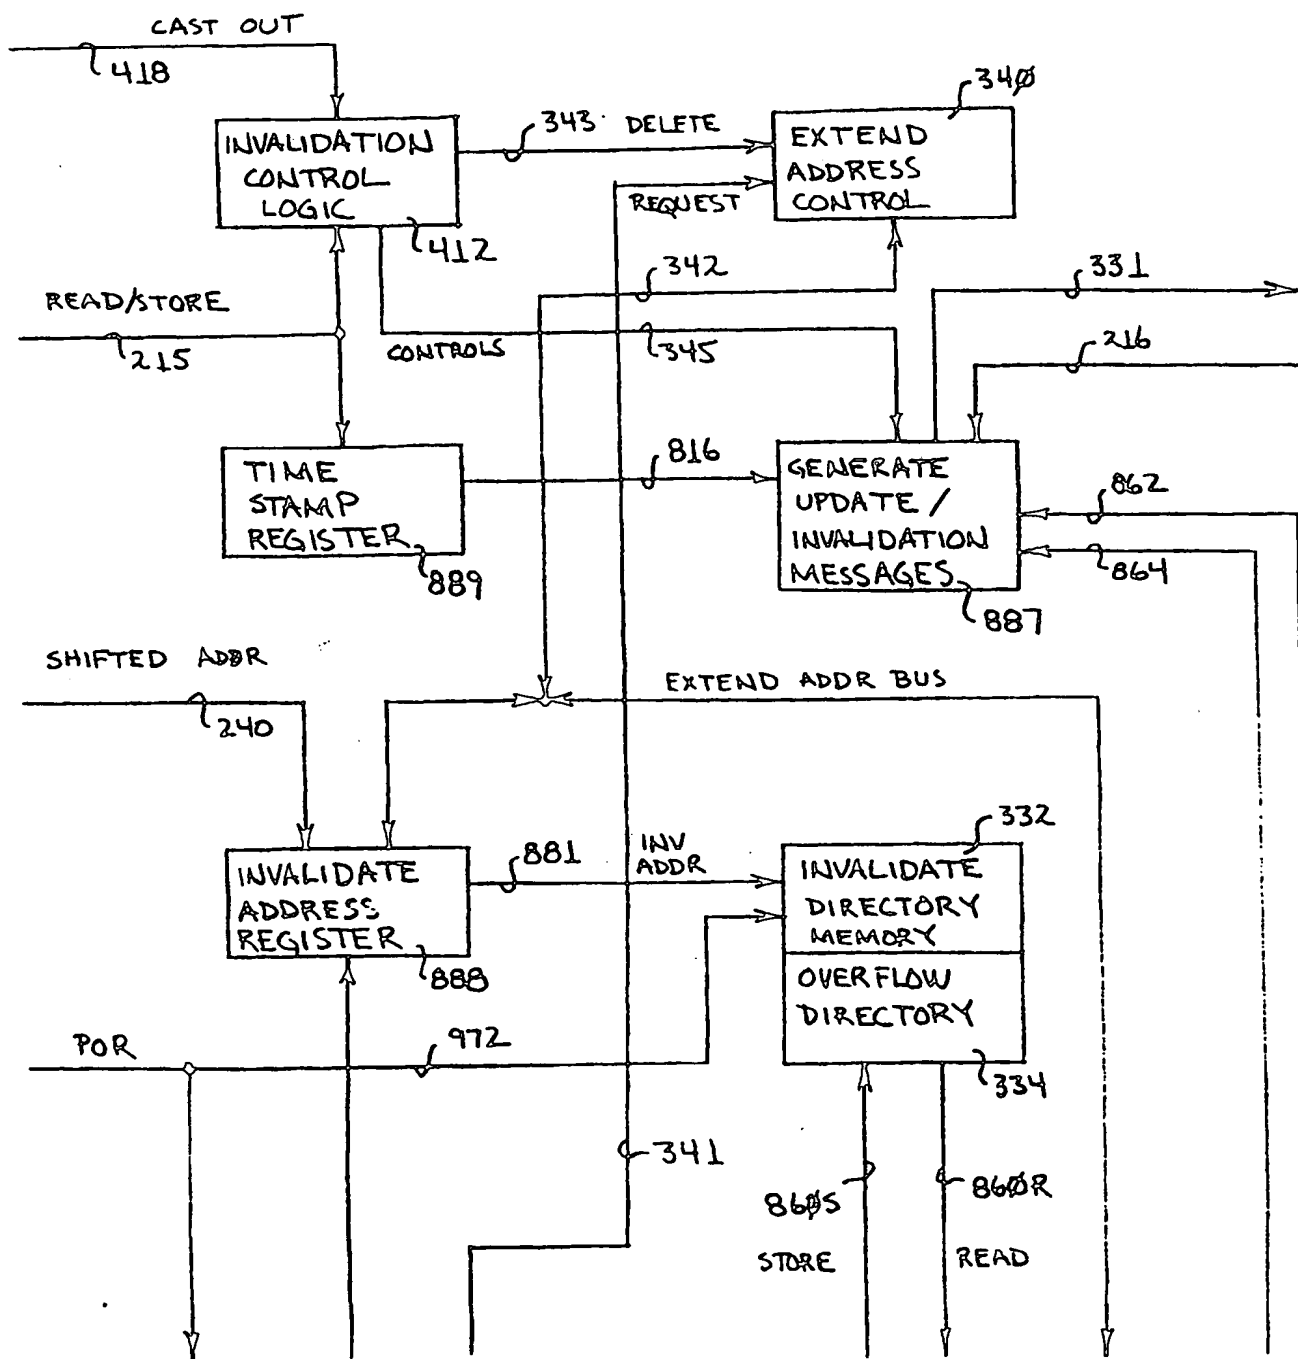 CAST OUT
418
INVALIDATION
CONTROL
LOGIC
412
343 DELETE
340
EXTEND
ADDRESS
CONTROL
REQUEST
342
331
READ/STORE
215
CONTROLS
345
216
TIME
STAMP
REGISTER
889
816
GENERATE
UPDATE /
INVALIDATION
MESSAGES
887
862
864
SHIFTED ADDR
240
EXTEND ADDR BUS
INVALIDATE
ADDRESS
REGISTER
888
881
INV
ADDR
332
INVALIDATE
DIRECTORY
MEMORY
OVERFLOW
DIRECTORY
334
POR
972
341
860S
860R
STORE
READ